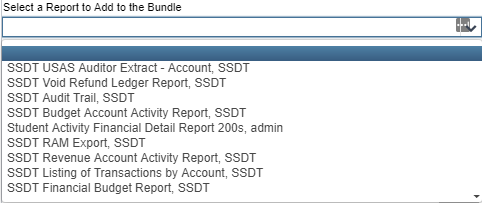 Select a Report to Add to the Bundle
SSDT USAS Auditor Extract - Account, SSDT
SSDT Void Refund Ledger Report, SSDT
SSDT Audit Trail, SSDT
SSDT Budget Account Activity Report, SSDT
Student Activity Financial Detail Report 200s, admin
SSDT RAM Export, SSDT
SSDT Revenue Account Activity Report, SSDT
SSDT Listing of Transactions by Account, SSDT
SSDT Financial Budget Report, SSDT